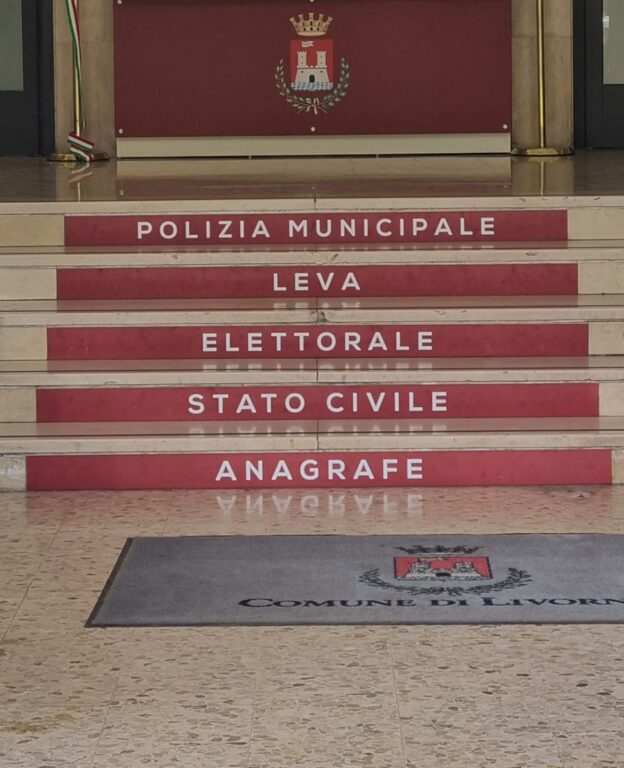 POLIZIA MUNICIPALE
LEVA
ELETTORALE
STATO CIVILE
ANAGRAFE
COMUNE DI LIVORN